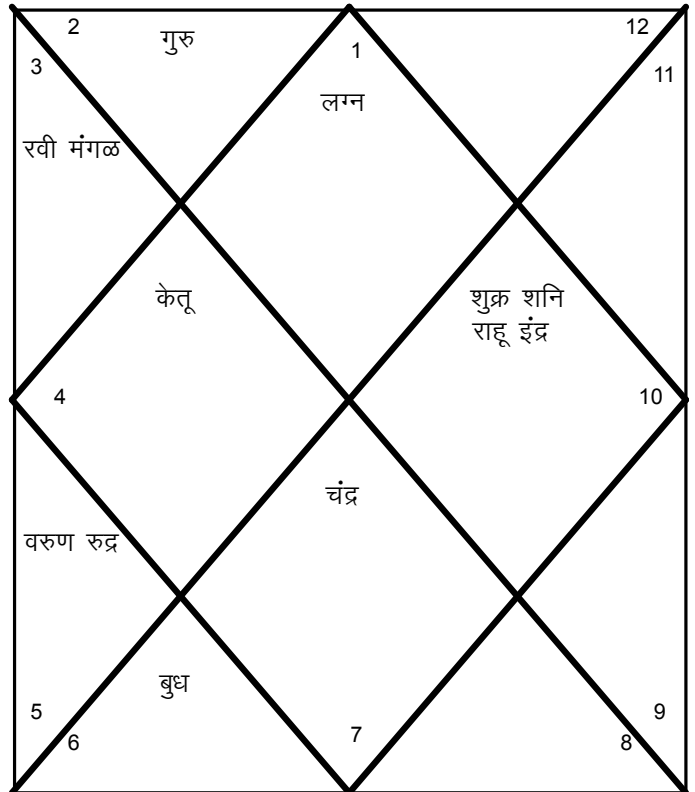 2
गुरु
1
12
3
11
लग्न
रवी मंगळ
केतू
शुक्र शनि
राहू इंद्र
4
10
चंद्र
वरुण रुद्र
बुध
5
9
6
7
8